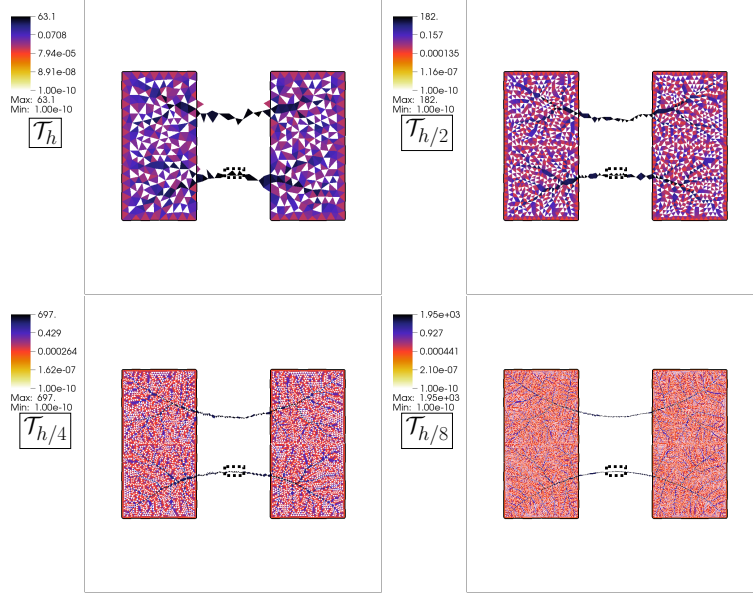 63.1
0.0708
7.94e-05
8.91e-08
1.00e-10
Max: 63.1
Min: 1.00e-10
𝒯_h
182.
0.157
0.000135
1.16e-07
1.00e-10
Max: 182.
Min: 1.00e-10
𝒯_{h/2}
697.
0.429
0.000264
1.62e-07
1.00e-10
Max: 697.
Min: 1.00e-10
𝒯_{h/4}
1.95e+03
0.927
0.000441
2.10e-07
1.00e-10
Max: 1.95e+03
Min: 1.00e-10
𝒯_{h/8}